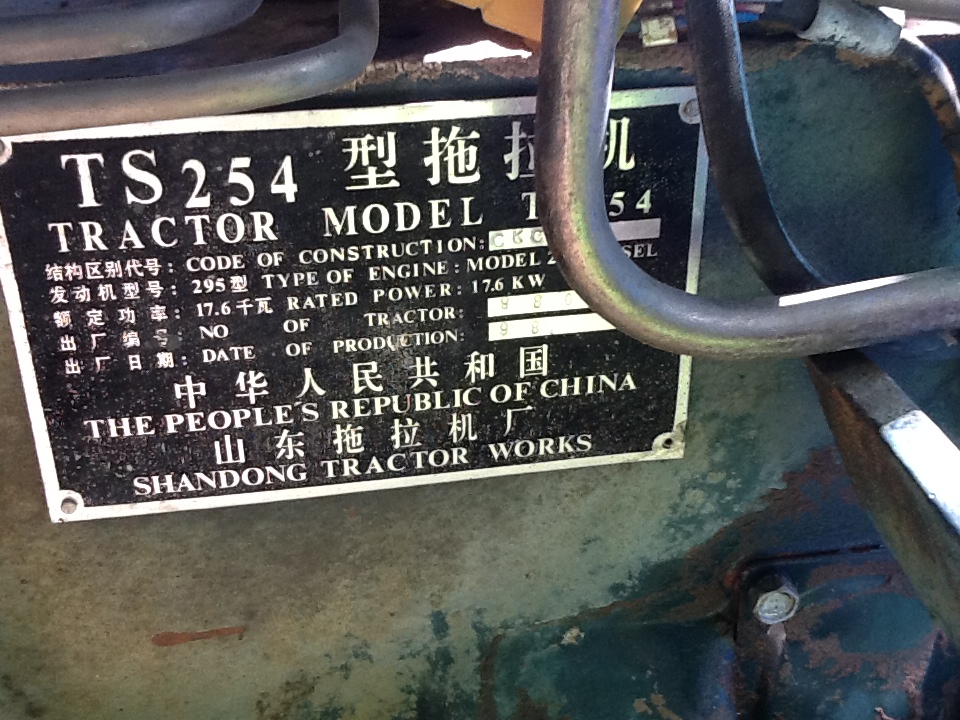 TS254 型拖拉机
TRACTOR MODEL
结构区别代号: CODE OF CONSTRUCTION:
发动机型号: 295型 TYPE OF ENGINE: MODEL
额定功率: 17.6千瓦 RATED POWER: 17.6 KW
出厂编号: NO OF TRACTOR:
出厂日期: DATE OF PRODUCTION: 98.
中华人民共和国
THE PEOPLE'S REPUBLIC OF CHINA
山东拖拉机厂
SHANDONG TRACTOR WORKS